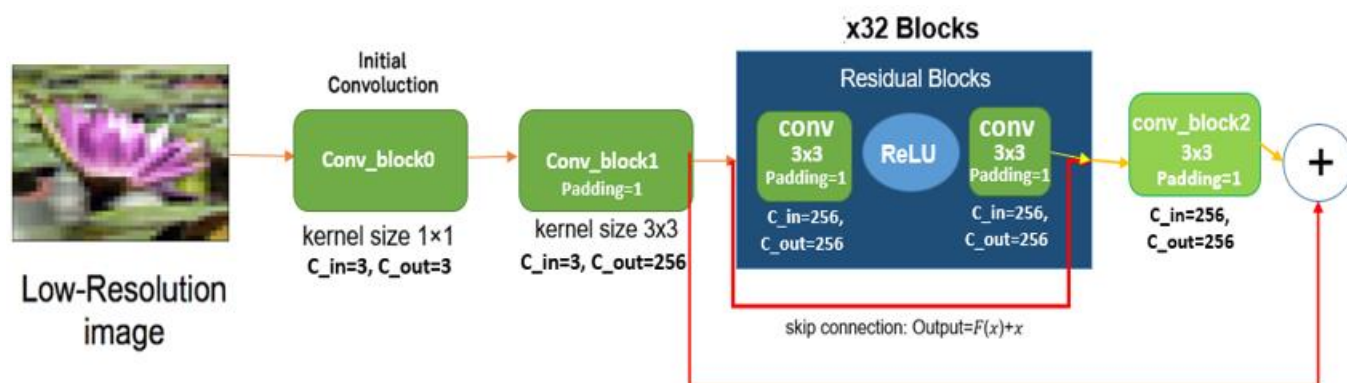 Low-Resolution
image
Initial
Convoluction
Conv_block0
kernel size 1×1
C_in=3, C_out=3
Conv_block1
Padding=1
kernel size 3x3
C_in=3, C_out=256
x32 Blocks
Residual Blocks
conv
3x3
Padding=1
C_in=256,
C_out=256
ReLU
conv
3x3
Padding=1
C_in=256,
C_out=256
skip connection: Output=F(x)+x
conv_block2
3x3
Padding=1
C_in=256,
C_out=256
+